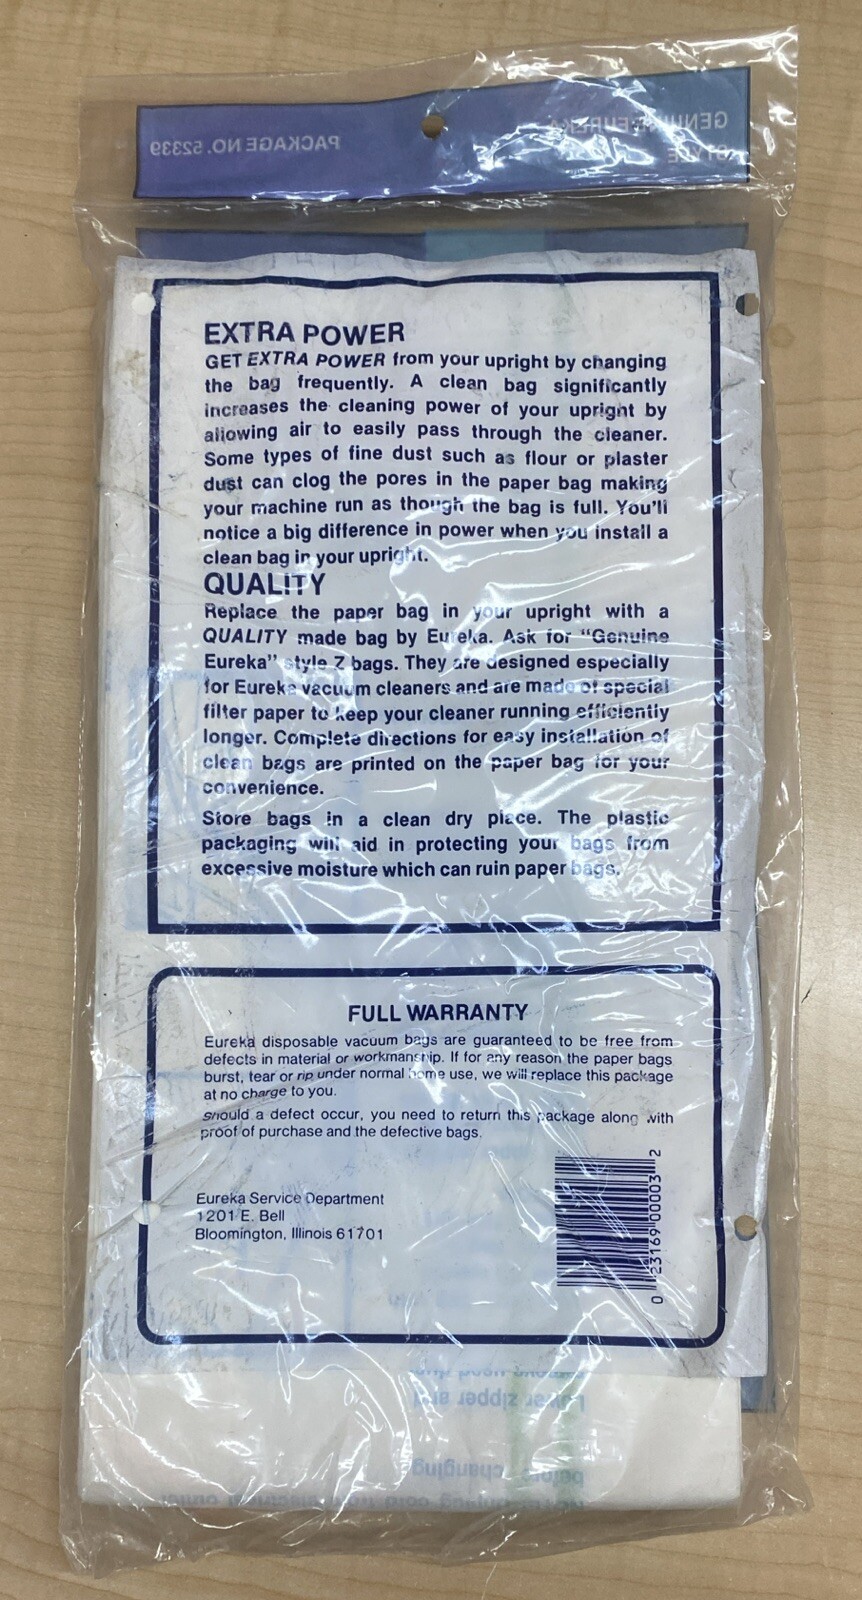 GENUINE EUREKA
STYLE
PACKAGE NO. 52339
EXTRA POWER
GET EXTRA POWER from your upright by changing
the bag frequently. A clean bag significantly
increases the cleaning power of your upright by
allowing air to easily pass through the cleaner.
Some types of fine dust such as flour or plaster
dust can clog the pores in the paper bag making
your machine run as though the bag is full. You'll
notice a big difference in power when you install a
clean bag in your upright.
QUALITY
Replace the paper bag in your upright with a
QUALITY made bag by Eureka. Ask for "Genuine
Eureka" style Z bags. They are designed especially
for Eureka vacuum cleaners and are made of special
filter paper to keep your cleaner running efficiently
longer. Complete directions for easy installation of
clean bags are printed on the paper bag for your
convenience.
Store bags in a clean dry place. The plastic
packaging will aid in protecting your bags from
excessive moisture which can ruin paper bags.
FULL WARRANTY
Eureka disposable vacuum bags are guaranteed to be free from
defects in material or workmanship. If for any reason the paper bags
burst, tear or rip under normal home use, we will replace this package
at no charge to you.
Should a defect occur, you need to return this package along with
proof of purchase and the defective bags.
Eureka Service Department
1201 E. Bell
Bloomington, Illinois 61701
0 23169 00003 2
Lower zipper and
before changing